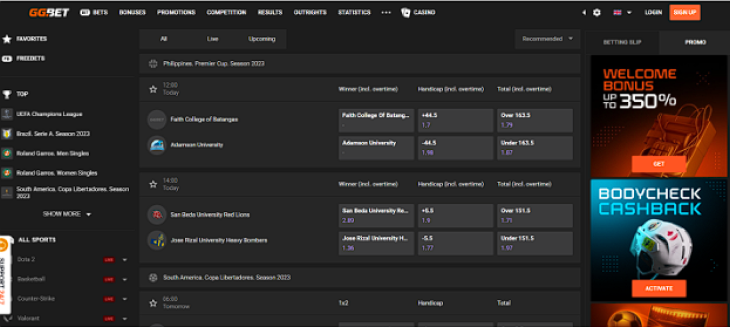 GGBET
BETS
BONUSES
PROMOTIONS
COMPETITION
RESULTS
OUTRIGHTS
STATISTICS
CASINO
LOGIN
SIGN UP
FAVORITES
FREEBETS
TOP
UEFA Champions League
Brazil. Serie A. Season 2023
Roland Garros. Men Singles
Roland Garros. Women Singles
South America. Copa Libertadores. Season
2023
SHOW MORE
ALL SPORTS
Dota 2 LIVE
Basketball LIVE
Counter-Strike LIVE
Valorant LIVE
SUPPORT 24/7
All
Live
Upcoming
Recommended
Philippines. Premier Cup. Season 2023
12:00
Today
Winner (incl. overtime)
Handicap (incl. overtime)
Total (incl. overtime)
Faith College of Batangas
Faith College Of Batang...
-
+44.5
1.7
Over 163.5
1.79
Adamson University
Adamson University
-
-44.5
1.98
Under 163.5
1.87
14:00
Today
Winner (incl. overtime)
Handicap (incl. overtime)
Total (incl. overtime)
San Beda University Red Lions
San Beda University Re...
2.89
+5.5
1.9
Over 151.5
1.71
Jose Rizal University Heavy Bombers
Jose Rizal University H...
1.36
-5.5
1.77
Under 151.5
1.97
South America. Copa Libertadores. Season 2023
06:00
Tomorrow
1x2
Handicap
Total
BETTING SLIP
PROMO
WELCOME
BONUS
UP TO 350%
GET
BODYCHECK
CASHBACK
ACTIVATE